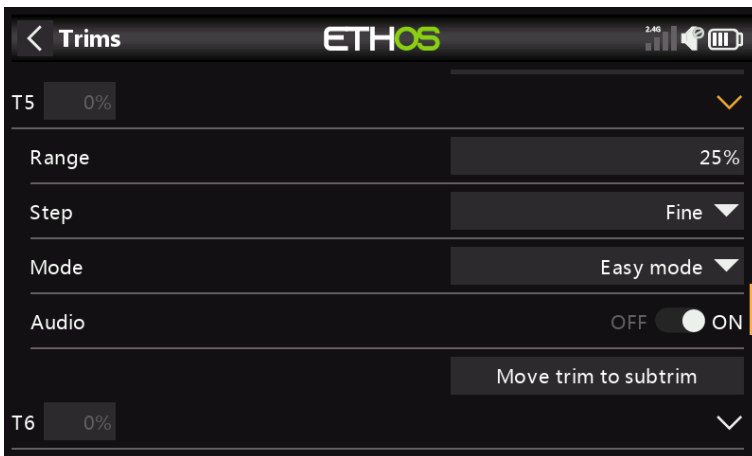 Trims
ETHOS
2.4G
T5 0%
Range 25%
Step Fine
Mode Easy mode
Audio OFF ON
Move trim to subtrim
T6 0%